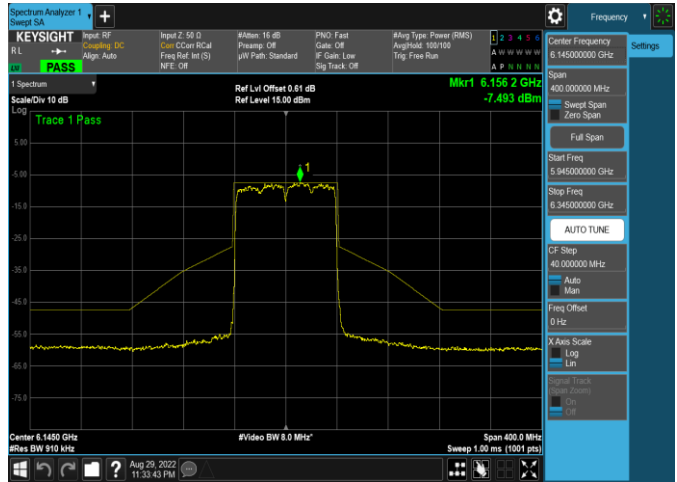 Spectrum Analyzer 1
Swept SA
KEYSIGHT
RL
PASS
Input: RF
Coupling: DC
Align: Auto
Input Z: 50 Ω
Corr CCorr RCal
Freq Ref: Int (S)
NFE: Off
#Atten: 16 dB
Preamp: Off
µW Path: Standard
PNO: Fast
Gate: Off
IF Gain: Low
Sig Track: Off
#Avg Type: Power (RMS)
Avg|Hold: 100/100
Trig: Free Run
1 2 3 4 5 6
A W W W W W
A P N N N N
1 Spectrum
Scale/Div 10 dB
Ref Lvl Offset 0.61 dB
Ref Level 15.00 dBm
Mkr1 6.156 2 GHz
-7.493 dBm
Log
Trace 1 Pass
1
5.00
-5.00
-15.0
-25.0
-35.0
-45.0
-55.0
-65.0
-75.0
Center 6.1450 GHz
#Res BW 910 kHz
#Video BW 8.0 MHz*
Span 400.0 MHz
Sweep 1.00 ms (1001 pts)
Aug 29, 2022
11:33:43 PM
Frequency
Settings
Center Frequency
6.145000000 GHz
Span
400.000000 MHz
Swept Span
Zero Span
Full Span
Start Freq
5.945000000 GHz
Stop Freq
6.345000000 GHz
AUTO TUNE
CF Step
40.000000 MHz
Auto
Man
Freq Offset
0 Hz
X Axis Scale
Log
Lin
Signal Track
(Span Zoom)
On
Off